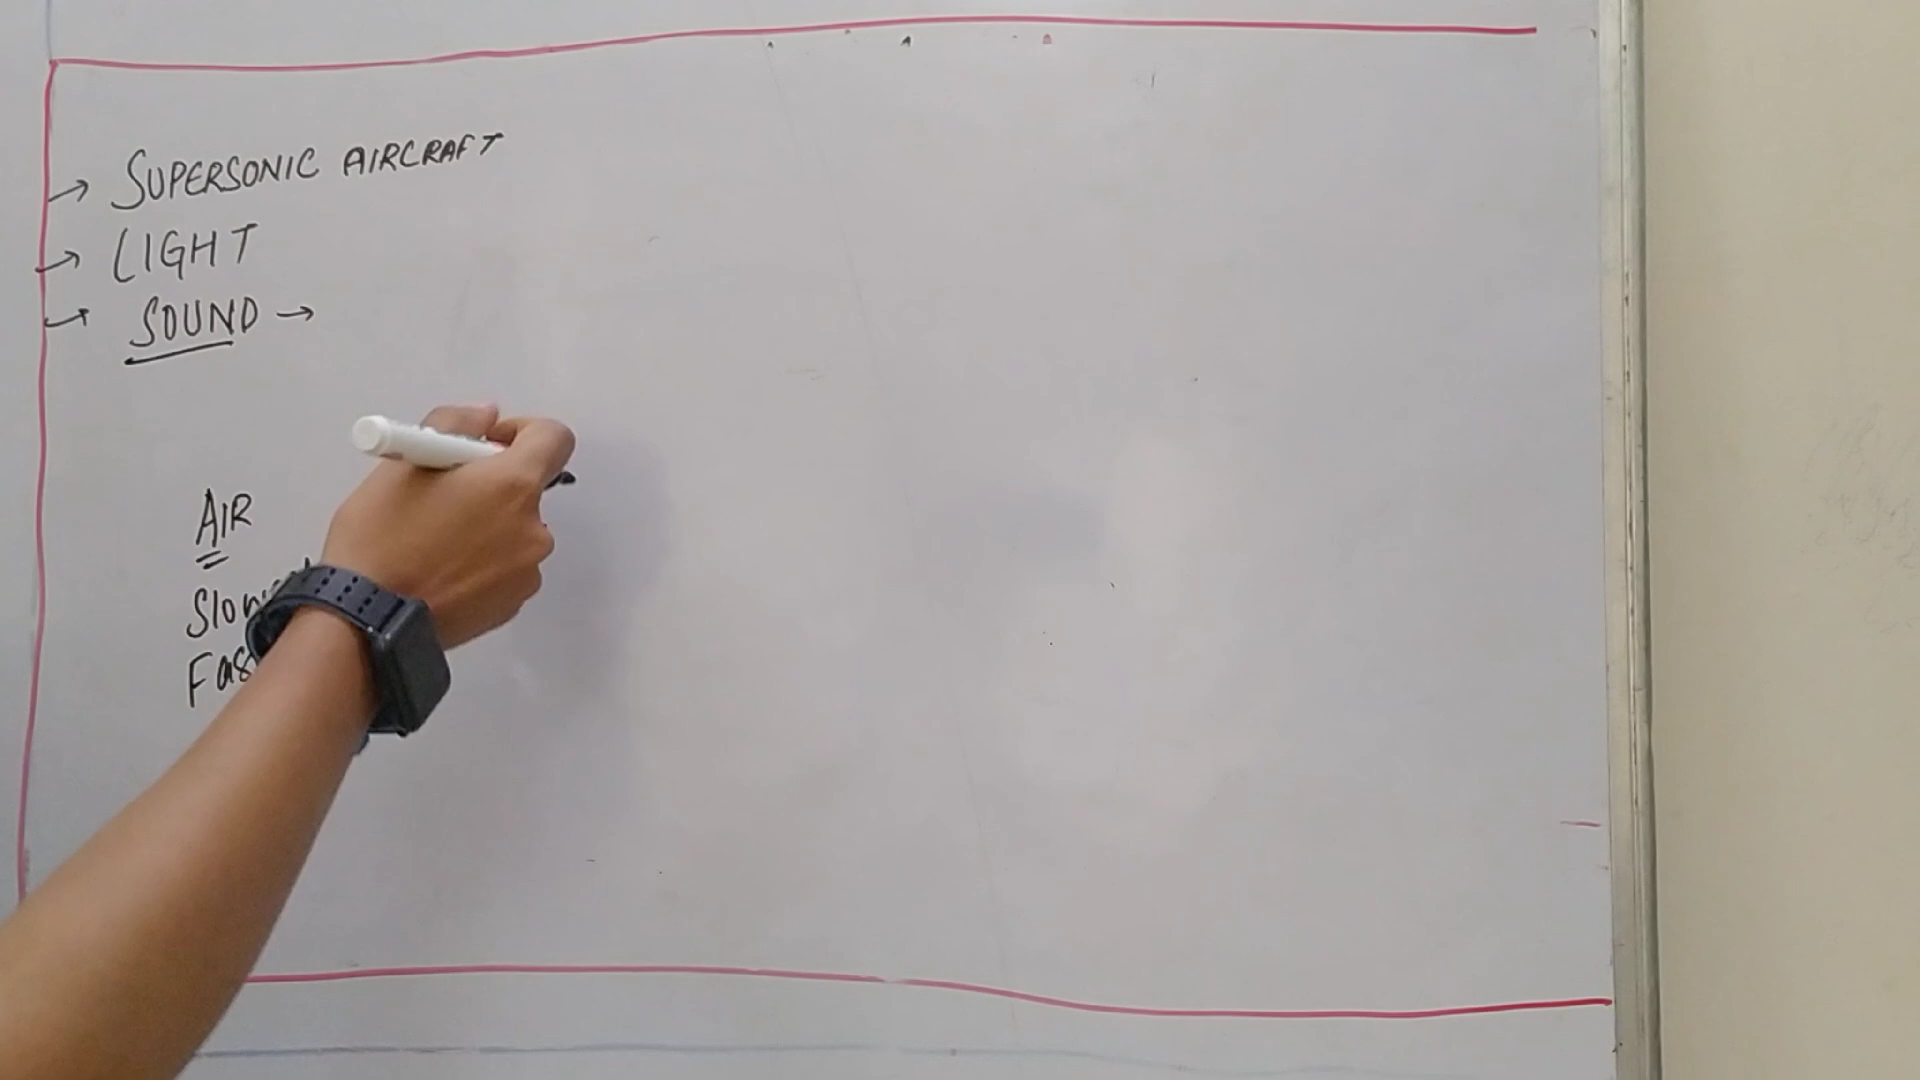 → SUPERSONIC AIRCRAFT
→ LIGHT
→ SOUND →
AIR